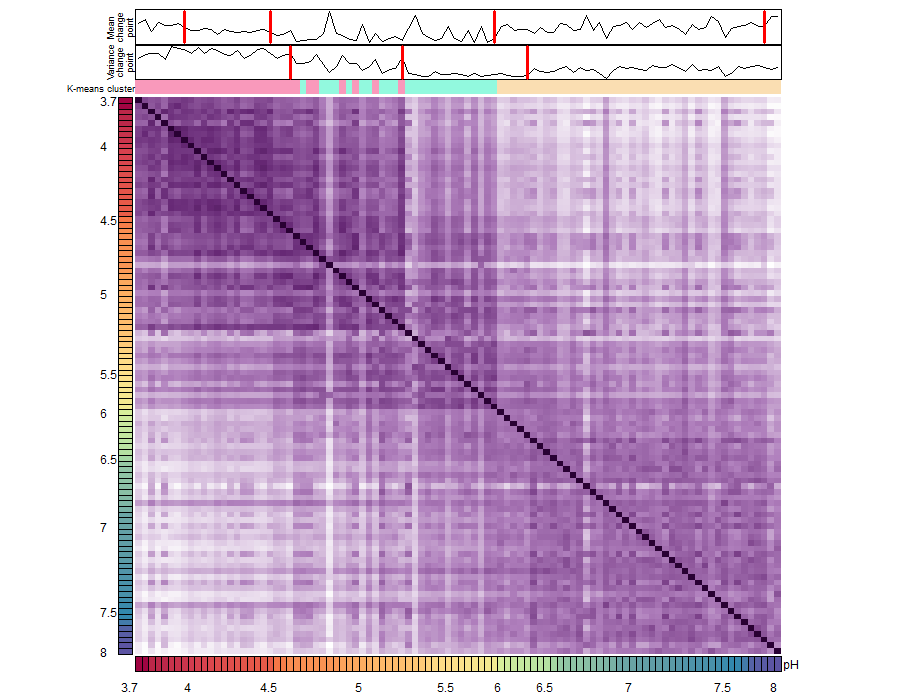 Mean
change
point
Variance
change
point
K-means cluster
3.7
4
4.5
5
5.5
6
6.5
7
7.5
8
pH
3.7 4 4.5 5 5.5 6 6.5 7 7.5 8